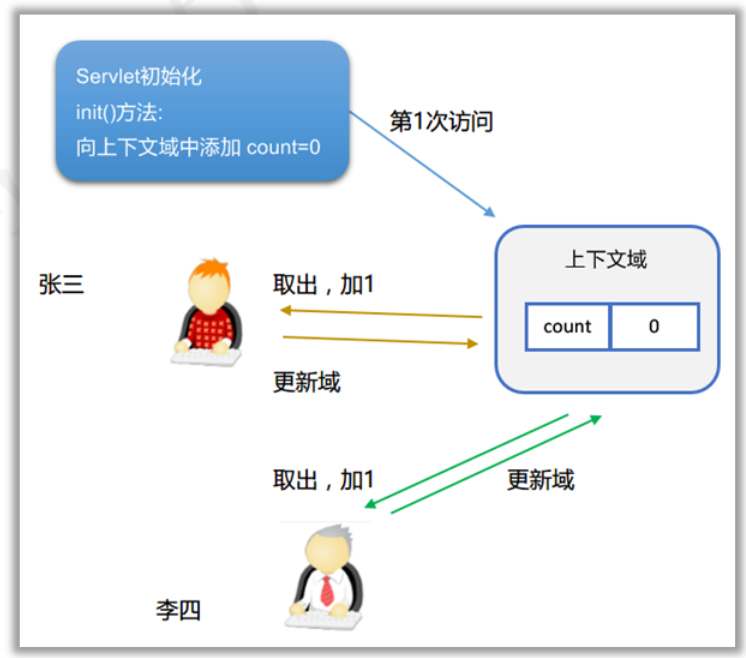 Servlet初始化
init()方法:
向上下文域中添加 count=0
第1次访问
上下文域
张三
取出，加1
count
0
更新域
取出，加1
更新域
李四